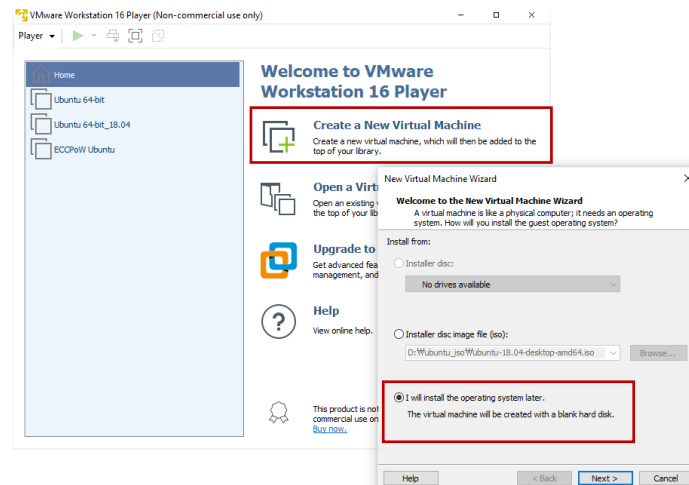 VMware Workstation 16 Player (Non-commercial use only)
Player
Home
Ubuntu 64-bit
Ubuntu 64-bit_18.04
ECCPoW Ubuntu
Welcome to VMware
Workstation 16 Player
Create a New Virtual Machine
Create a new virtual machine, which will then be added to the
top of your library.
Open a Virt
Open an existing
the top of your lib
Upgrade to
Get advanced fea
management, and
Help
View online help.
This product is not
commercial use on
Buy now.
New Virtual Machine Wizard
Welcome to the New Virtual Machine Wizard
A virtual machine is like a physical computer; it needs an operating
system. How will you install the guest operating system?
Install from:
Installer disc:
No drives available
Installer disc image file (iso):
D:₩ubuntu_iso₩ubuntu-18.04-desktop-amd64.iso
Browse...
I will install the operating system later.
The virtual machine will be created with a blank hard disk.
Help
< Back
Next >
Cancel